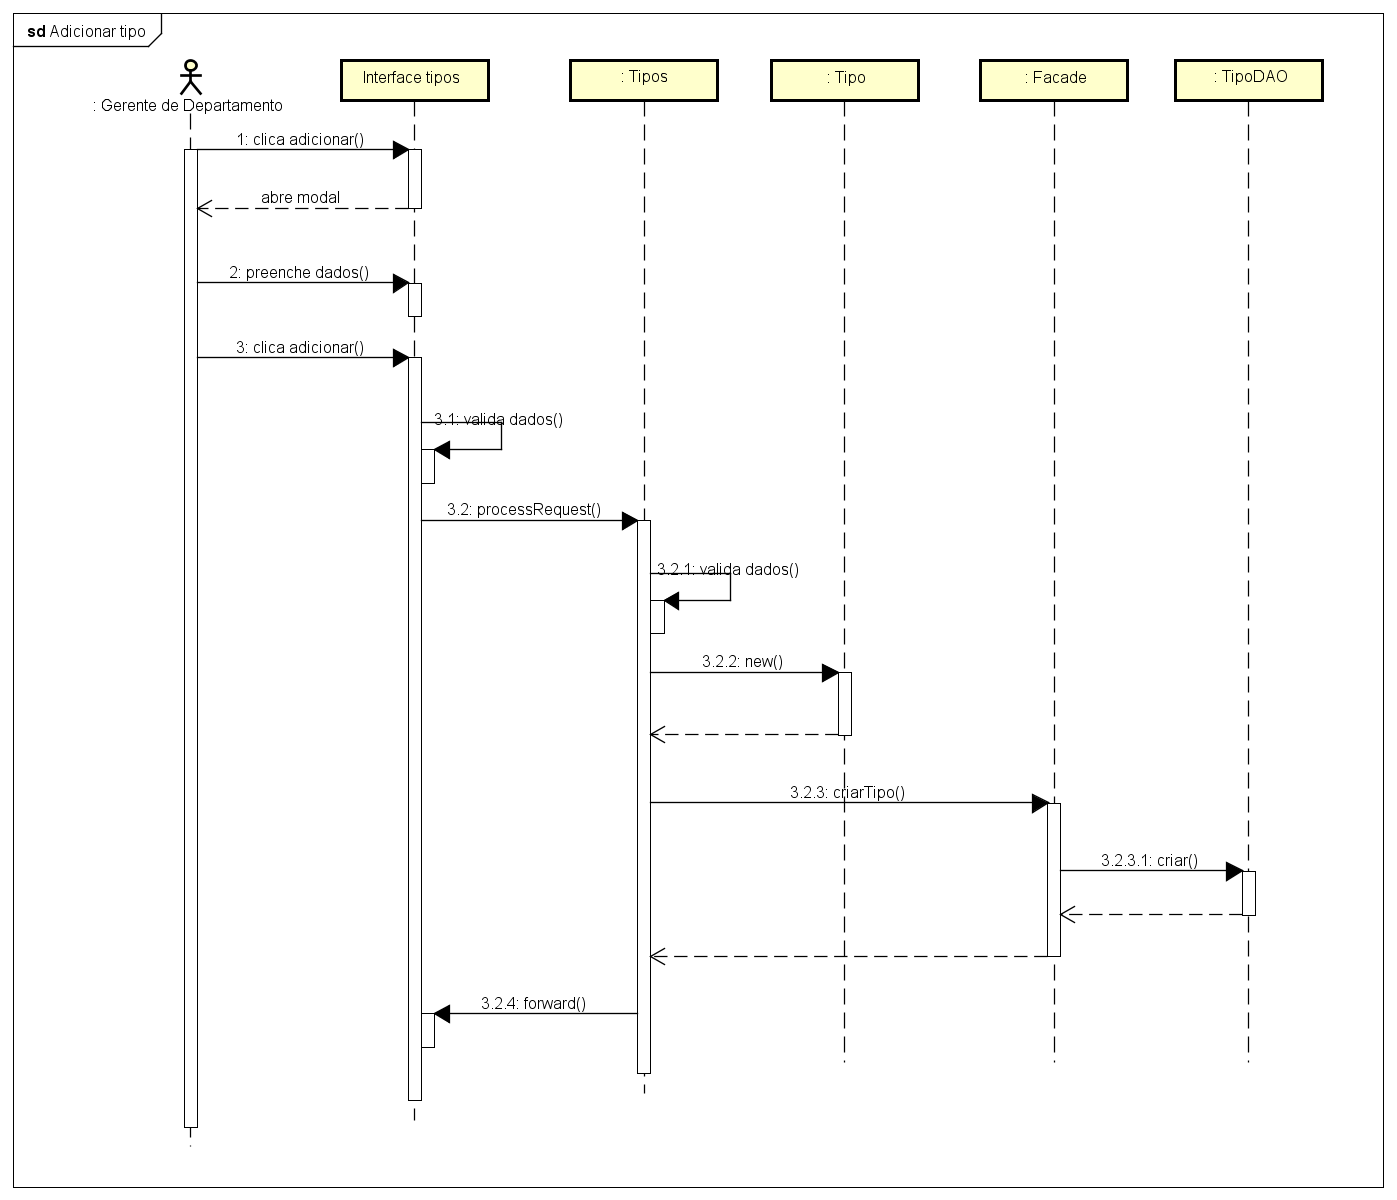 sd Adicionar tipo
: Gerente de Departamento
Interface tipos
: Tipos
: Tipo
: Facade
: TipoDAO
1: clica adicionar()
abre modal
2: preenche dados()
3: clica adicionar()
3.1: valida dados()
3.2: processRequest()
3.2.1: valida dados()
3.2.2: new()
3.2.3: criarTipo()
3.2.3.1: criar()
3.2.4: forward()